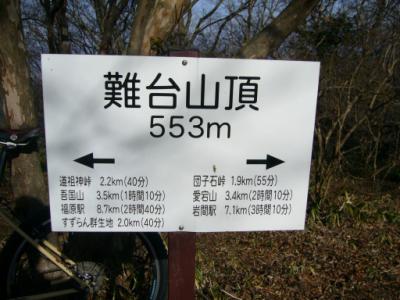 難台山頂
553m
道祖神峠 2.2km(40分)
吾国山 3.5km(1時間10分)
福原駅 8.7km(2時間40分)
すずらん群生地 2.0km(40分)
団子石峠 1.9km(55分)
愛宕山 3.4km(2時間10分)
岩間駅 7.1km(3時間10分)